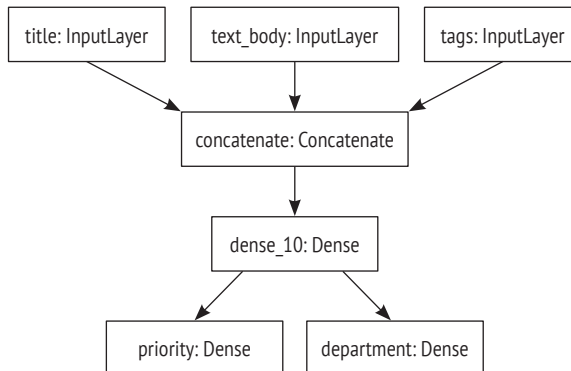 title: InputLayer
text_body: InputLayer
tags: InputLayer
concatenate: Concatenate
dense_10: Dense
priority: Dense
department: Dense